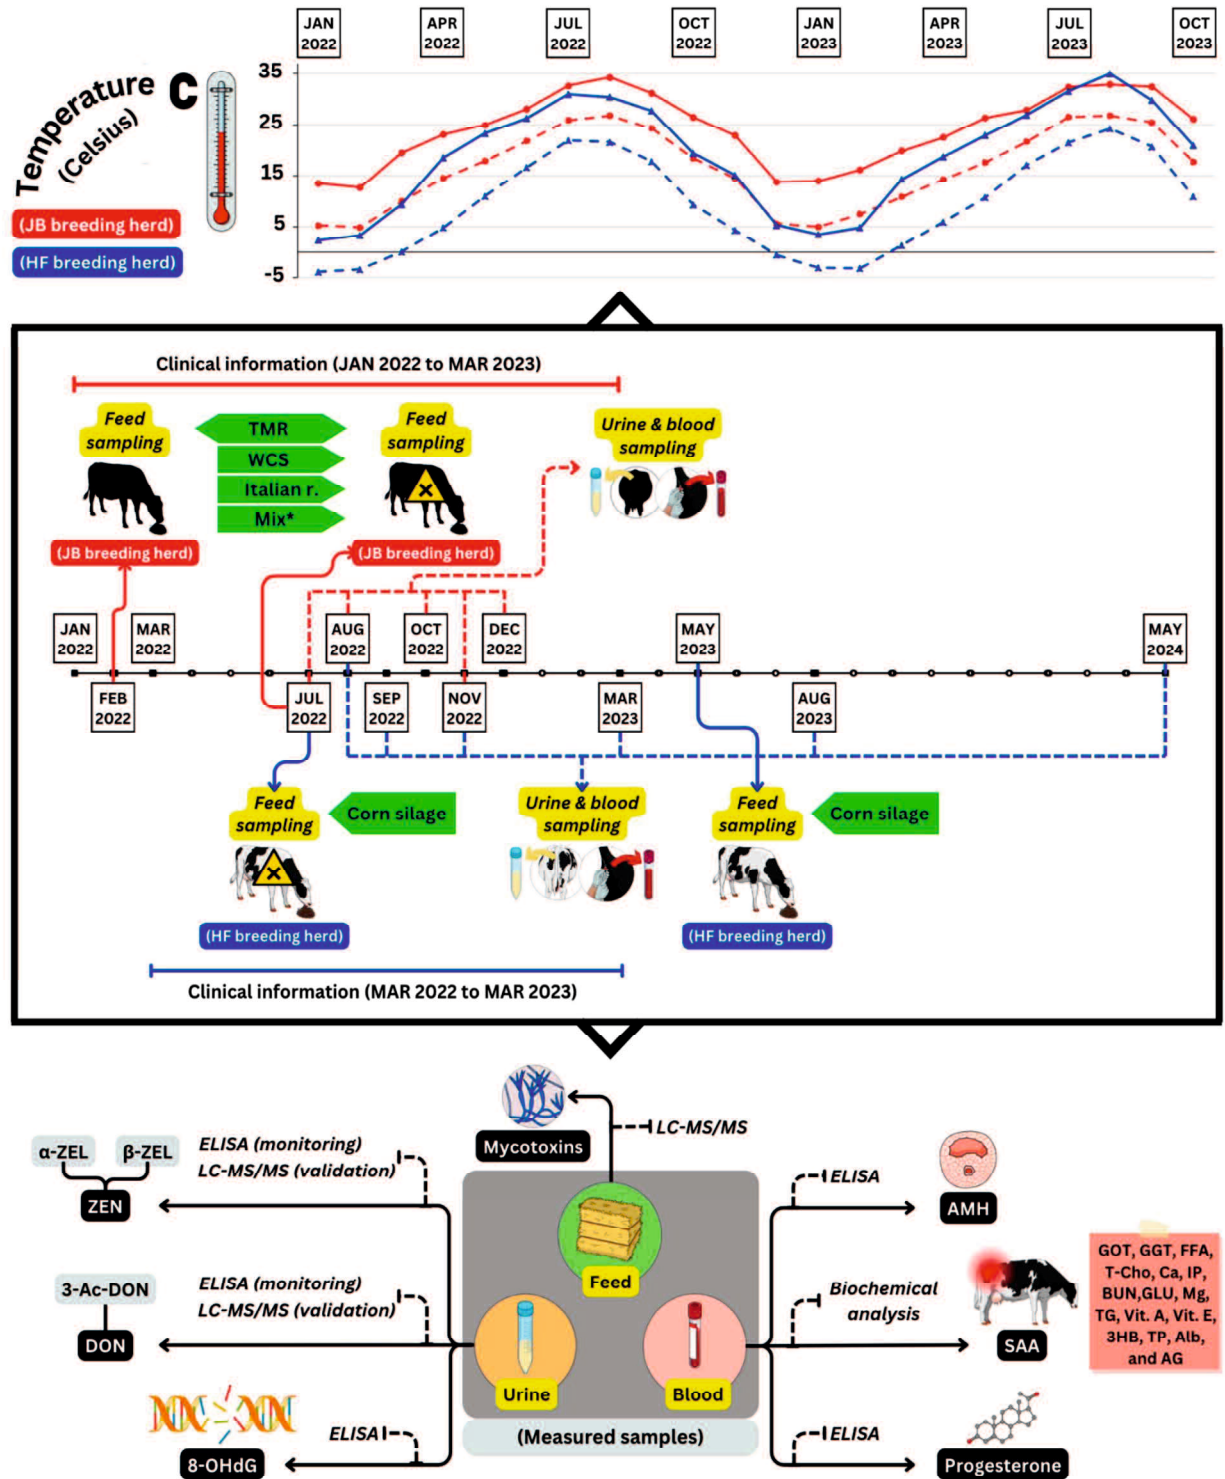 JAN 2022
APR 2022
JUL 2022
OCT 2022
JAN 2023
APR 2023
JUL 2023
OCT 2023
Temperature
(Celsius)
C
35
25
15
5
-5
(JB breeding herd)
(HF breeding herd)
Clinical information (JAN 2022 to MAR 2023)
Feed
sampling
TMR
WCS
Italian r.
Mix*
Feed
sampling
Urine & blood
sampling
(JB breeding herd)
(JB breeding herd)
JAN 2022
MAR 2022
AUG 2022
OCT 2022
DEC 2022
MAY 2023
MAY 2024
FEB 2022
JUL 2022
SEP 2022
NOV 2022
MAR 2023
AUG 2023
Feed
sampling
Corn silage
Urine & blood
sampling
Feed
sampling
Corn silage
(HF breeding herd)
(HF breeding herd)
Clinical information (MAR 2022 to MAR 2023)
Mycotoxins
LC-MS/MS
α-ZEL
β-ZEL
ZEN
ELISA (monitoring)
LC-MS/MS (validation)
3-Ac-DON
DON
ELISA (monitoring)
LC-MS/MS (validation)
8-OHdG
ELISA
Feed
Urine
Blood
(Measured samples)
ELISA
AMH
Biochemical
analysis
SAA
GOT, GGT, FFA,
T-Cho, Ca, IP,
BUN,GLU, Mg,
TG, Vit. A, Vit. E,
3HB, TP, Alb,
and AG
ELISA
Progesterone